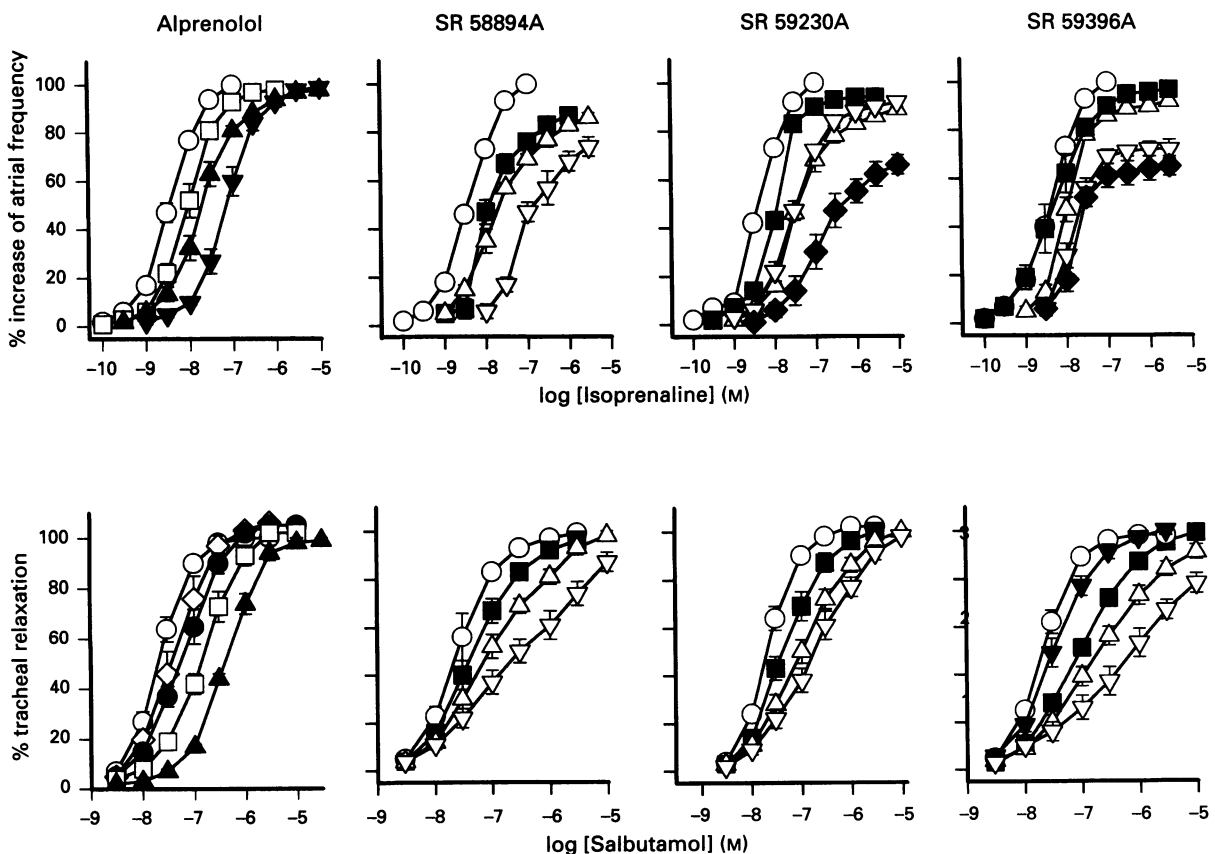 Alprenolol SR 58894A SR 59230A SR 59396A
% increase of atrial frequency
100
80
60
40
20
0
–10 –9 –8 –7 –6 –5 –10 –9 –8 –7 –6 –5 –10 –9 –8 –7 –6 –5 –10 –9 –8 –7 –6 –5
log [Isoprenaline] (M)
% tracheal relaxation
100
80
60
40
20
0
–9 –8 –7 –6 –5 –9 –8 –7 –6 –5 –9 –8 –7 –6 –5 –9 –8 –7 –6 –5
log [Salbutamol] (M)